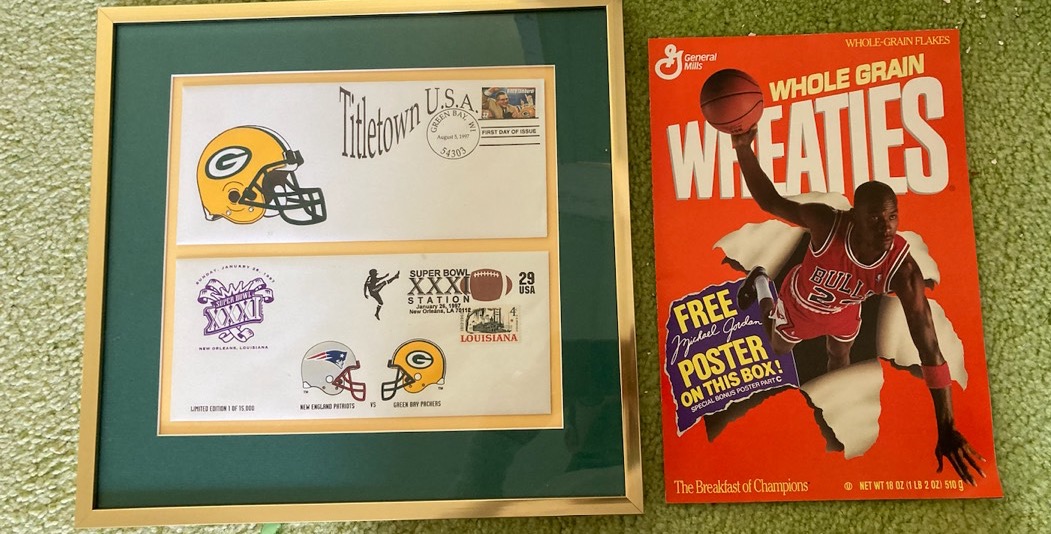 Titletown U.S.A.
GREEN BAY, WI
August 5, 1997
54303
FIRST DAY OF ISSUE
G
SUNDAY, JANUARY 26, 1997
SUPER BOWL
XXXI
NEW ORLEANS, LOUISIANA
SUPER BOWL
XXXI
STATION
January 26, 1997
New Orleans, LA 70112
29
USA
LOUISIANA
G
LIMITED EDITION 1 OF 15,000
NEW ENGLAND PATRIOTS VS GREEN BAY PACKERS
G General
Mills
WHOLE-GRAIN FLAKES
WHOLE GRAIN
WHEATIES
BULLS
23
FREE
Michael Jordan
POSTER
ON THIS BOX!
SPECIAL BONUS POSTER PART C
The Breakfast of Champions
NET WT 18 OZ (1 LB 2 OZ) 510 g